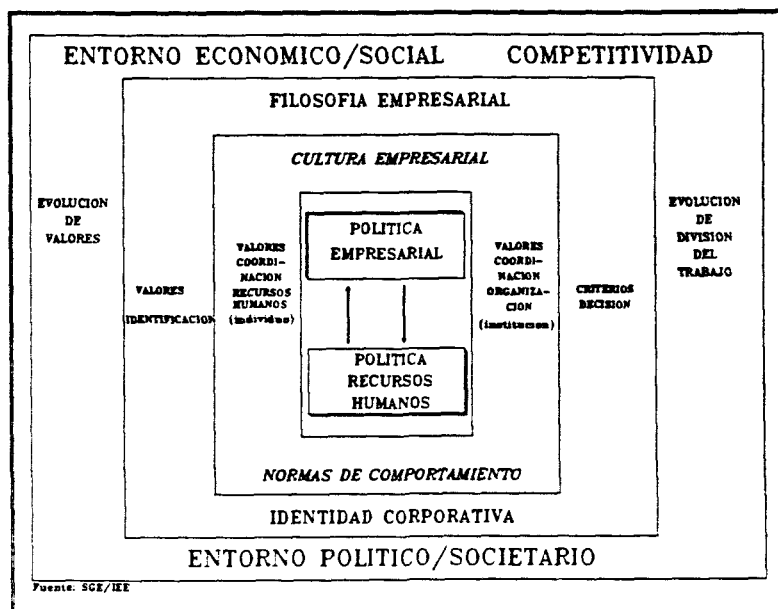 ENTORNO ECONOMICO/SOCIAL COMPETITIVIDAD
FILOSOFIA EMPRESARIAL
CULTURA EMPRESARIAL
EVOLUCION
DE
VALORES
VALORES
IDENTIFICACION
VALORES
COORDI-
NACION
RECURSOS
HUMANOS
(individuo)
POLITICA
EMPRESARIAL
POLITICA
RECURSOS
HUMANOS
VALORES
COORDI-
NACION
ORGANIZA-
CION
(institucion)
CRITERIOS
DECISION
EVOLUCION
DE
DIVISION
DEL
TRABAJO
NORMAS DE COMPORTAMIENTO
IDENTIDAD CORPORATIVA
ENTORNO POLITICO/SOCIETARIO
Fuente: SGE/IEE